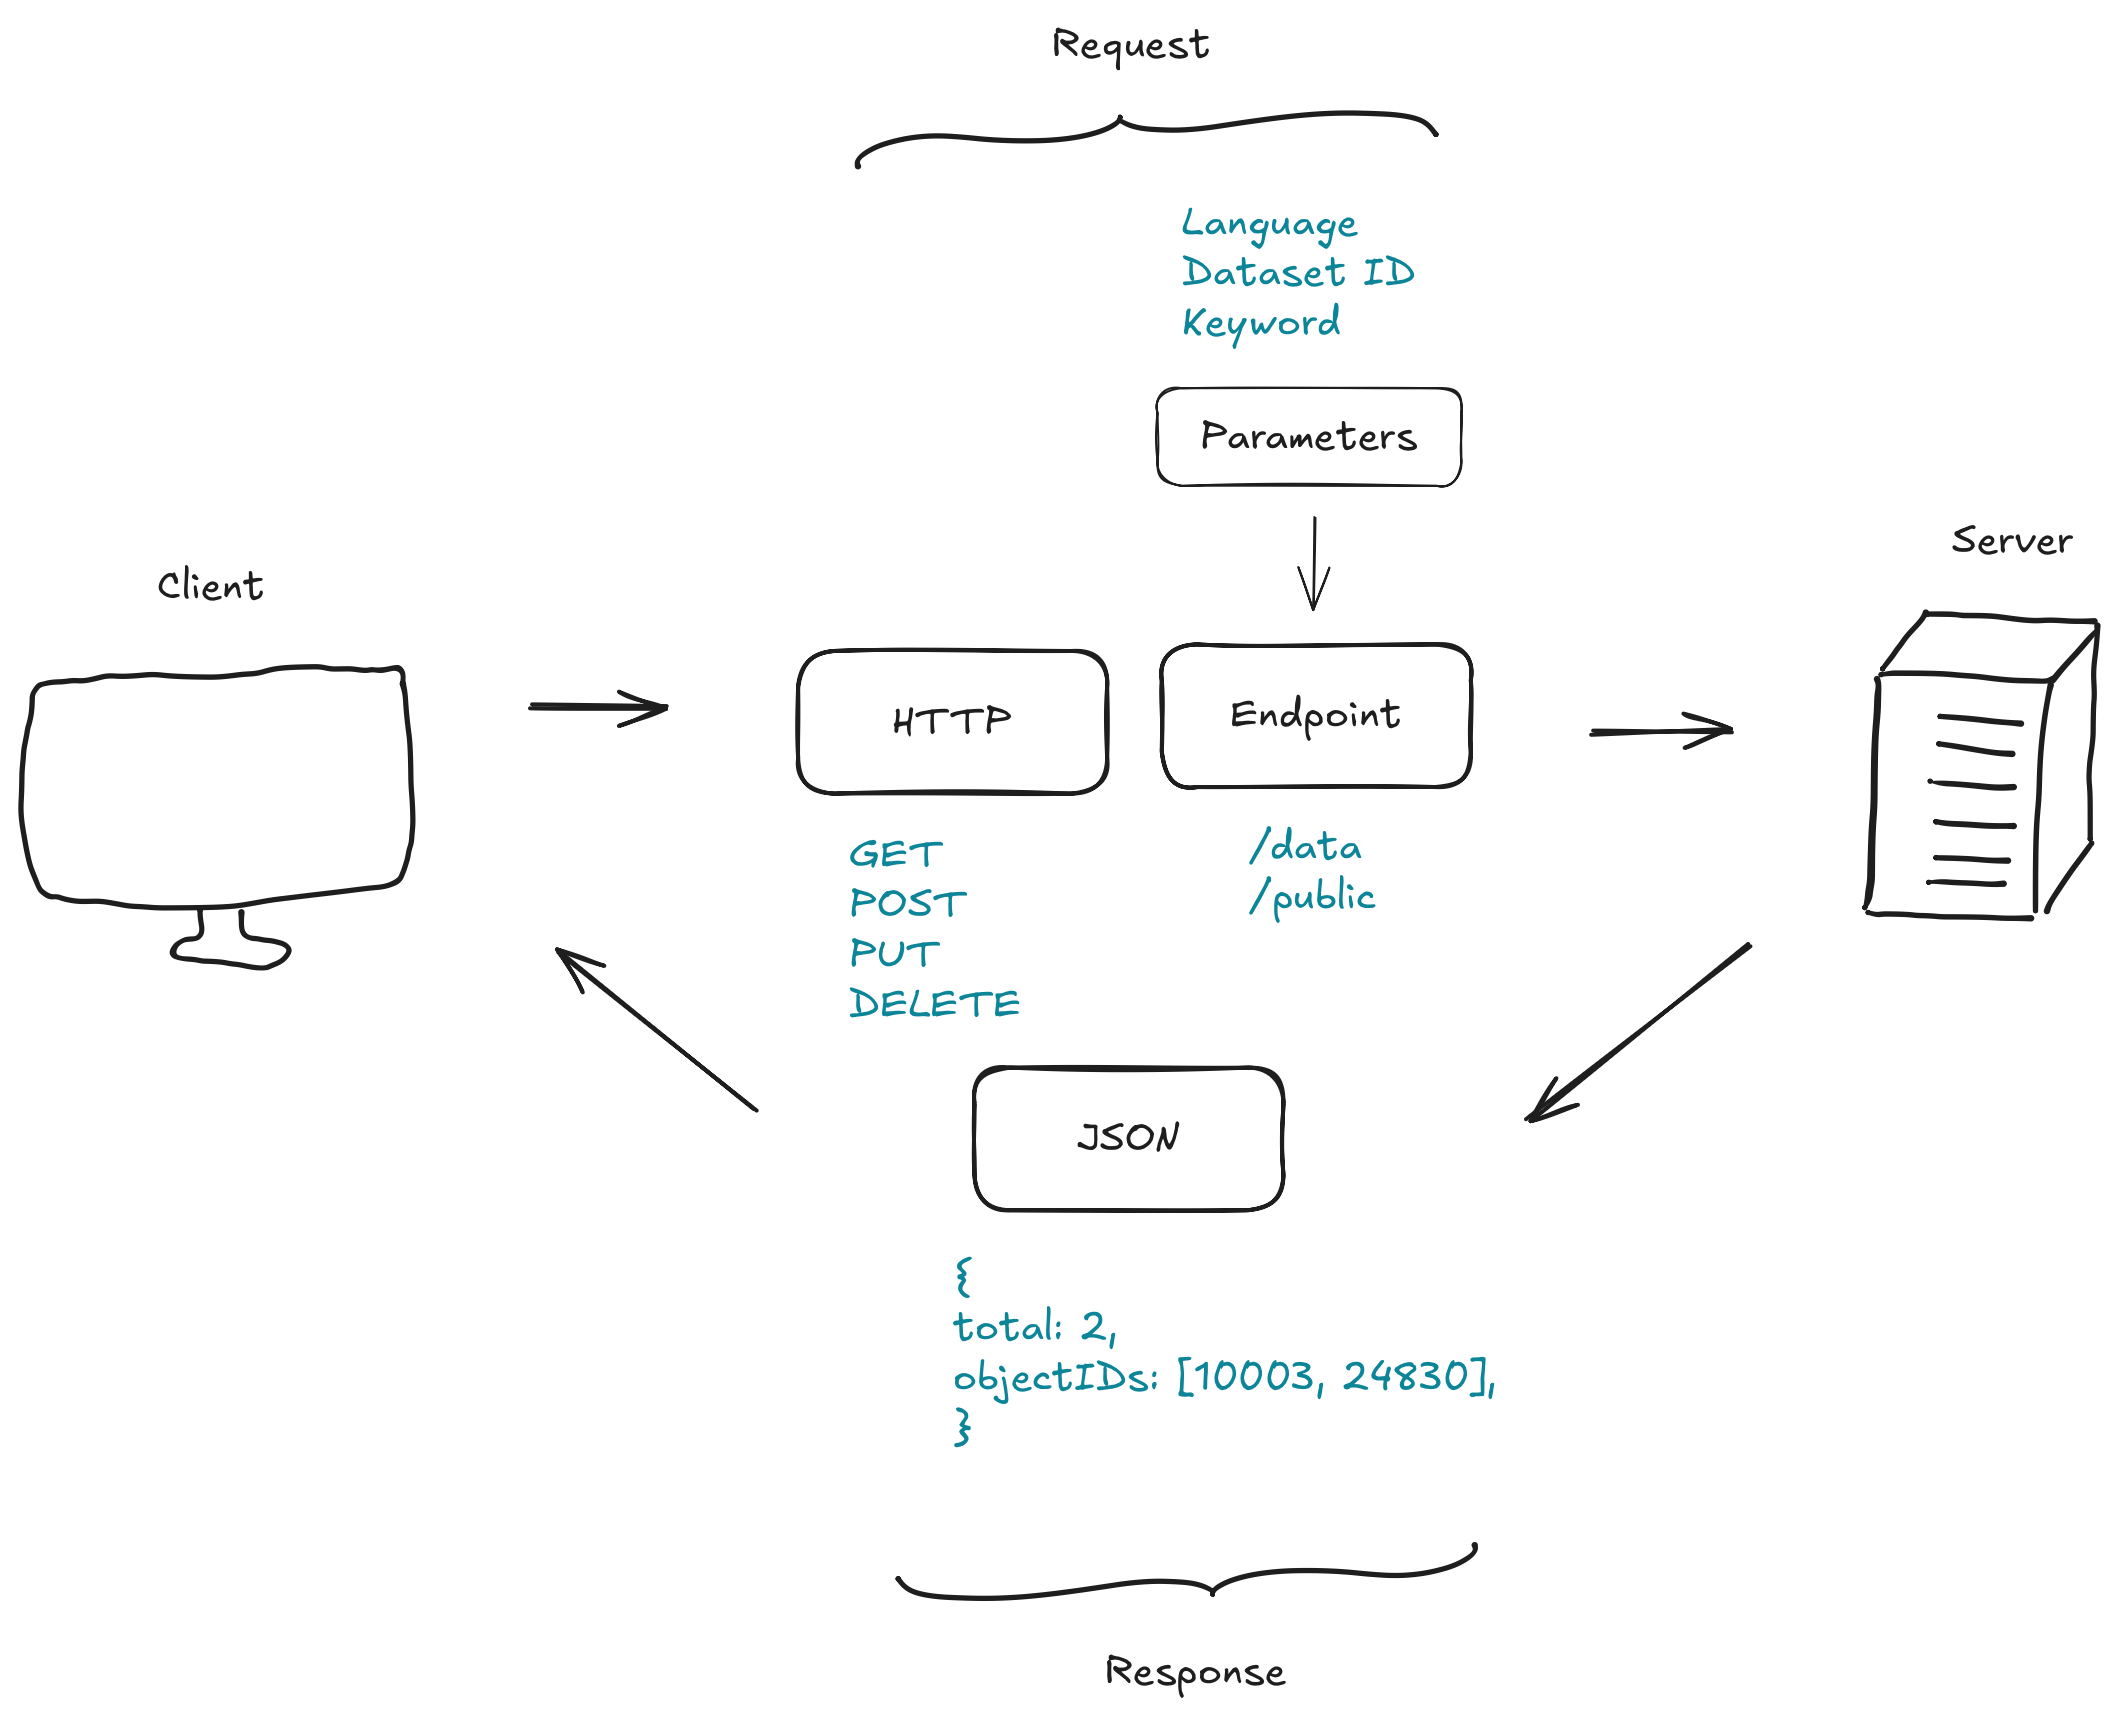 Request
Language
Dataset ID
Keyword
Parameters
Client
Server
HTTP
Endpoint
GET
POST
PUT
DELETE
/data
/public
JSON
{
total: 2,
objectIDs: [10003, 24830],
}
Response